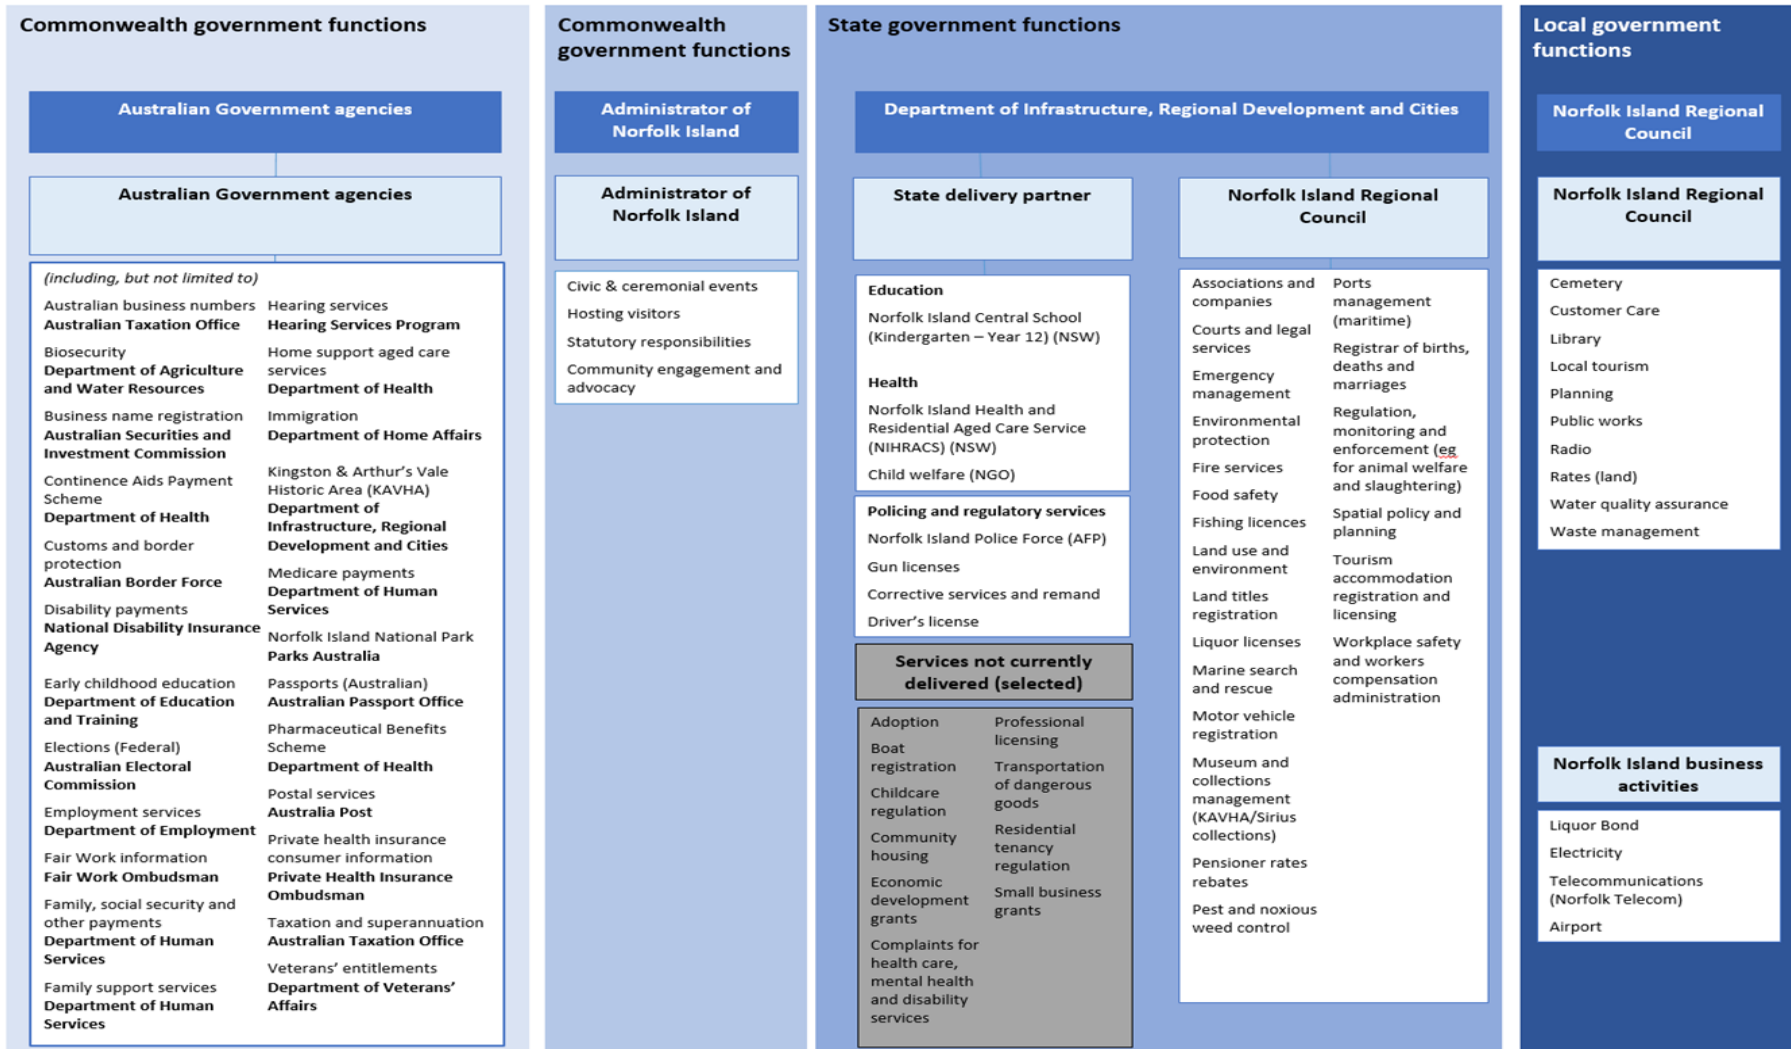 Commonwealth government functions
Australian Government agencies
Australian Government agencies
(including, but not limited to)
Australian business numbers
Australian Taxation Office
Biosecurity
Department of Agriculture
and Water Resources
Business name registration
Australian Securities and
Investment Commission
Continence Aids Payment
Scheme
Department of Health
Customs and border
protection
Australian Border Force
Disability payments
National Disability Insurance
Agency
Early childhood education
Department of Education
and Training
Elections (Federal)
Australian Electoral
Commission
Employment services
Department of Employment
Fair Work information
Fair Work Ombudsman
Family, social security and
other payments
Department of Human
Services
Family support services
Department of Human
Services
Hearing services
Hearing Services Program
Home support aged care
services
Department of Health
Immigration
Department of Home Affairs
Kingston & Arthur's Vale
Historic Area (KAVHA)
Department of
Infrastructure, Regional
Development and Cities
Medicare payments
Department of Human
Services
Norfolk Island National Park
Parks Australia
Passports (Australian)
Australian Passport Office
Pharmaceutical Benefits
Scheme
Department of Health
Postal services
Australia Post
Private health insurance
consumer information
Private Health Insurance
Ombudsman
Taxation and superannuation
Australian Taxation Office
Veterans' entitlements
Department of Veterans'
Affairs
Commonwealth
government functions
Administrator of
Norfolk Island
Administrator of
Norfolk Island
Civic & ceremonial events
Hosting visitors
Statutory responsibilities
Community engagement and
advocacy
State government functions
Department of Infrastructure, Regional Development and Cities
State delivery partner
Education
Norfolk Island Central School
(Kindergarten – Year 12) (NSW)
Health
Norfolk Island Health and
Residential Aged Care Service
(NIHRACS) (NSW)
Child welfare (NGO)
Policing and regulatory services
Norfolk Island Police Force (AFP)
Gun licenses
Corrective services and remand
Driver's license
Services not currently
delivered (selected)
Adoption
Boat
registration
Childcare
regulation
Community
housing
Economic
development
grants
Complaints for
health care,
mental health
and disability
services
Professional
licensing
Transportation
of dangerous
goods
Residential
tenancy
regulation
Small business
grants
Norfolk Island Regional
Council
Associations and
companies
Courts and legal
services
Emergency
management
Environmental
protection
Fire services
Food safety
Fishing licences
Land use and
environment
Land titles
registration
Liquor licenses
Marine search
and rescue
Motor vehicle
registration
Museum and
collections
management
(KAVHA/Sirius
collections)
Pensioner rates
rebates
Pest and noxious
weed control
Ports
management
(maritime)
Registrar of births,
deaths and
marriages
Regulation,
monitoring and
enforcement (eg
for animal welfare
and slaughtering)
Spatial policy and
planning
Tourism
accommodation
registration and
licensing
Workplace safety
and workers
compensation
administration
Local government
functions
Norfolk Island Regional
Council
Norfolk Island Regional
Council
Cemetery
Customer Care
Library
Local tourism
Planning
Public works
Radio
Rates (land)
Water quality assurance
Waste management
Norfolk Island business
activities
Liquor Bond
Electricity
Telecommunications
(Norfolk Telecom)
Airport